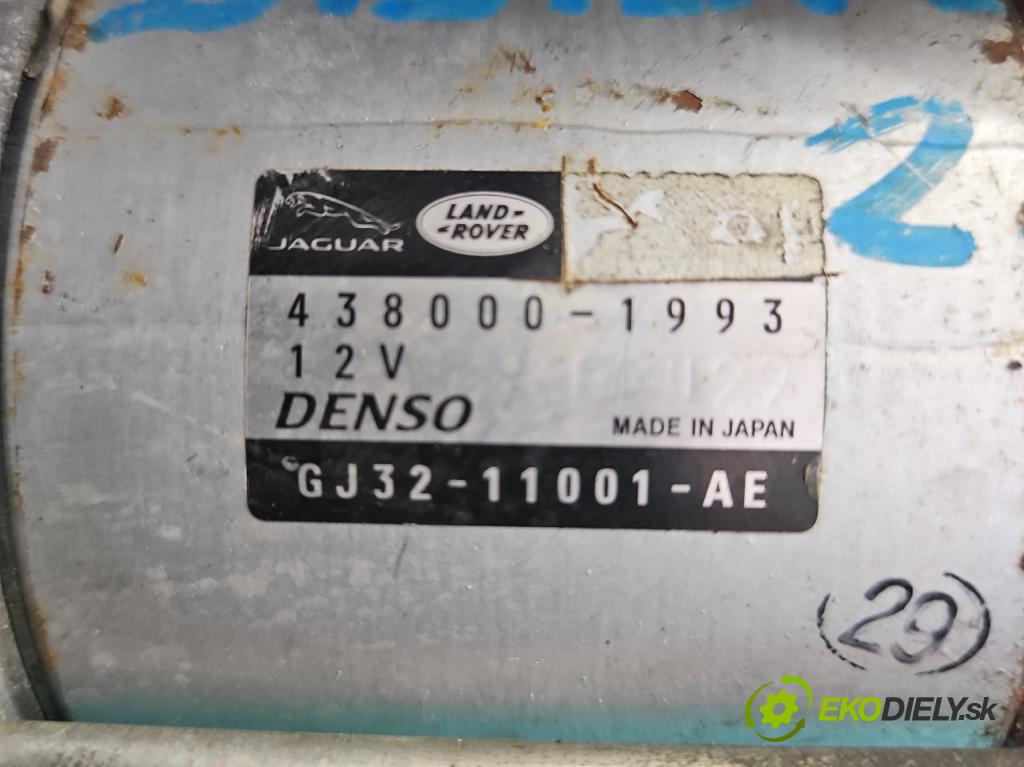 2
JAGUAR
LAND-
-ROVER
438000-1993
12V
DENSO
MADE IN JAPAN
GJ32-11001-AE
29
EKODIELY.sk